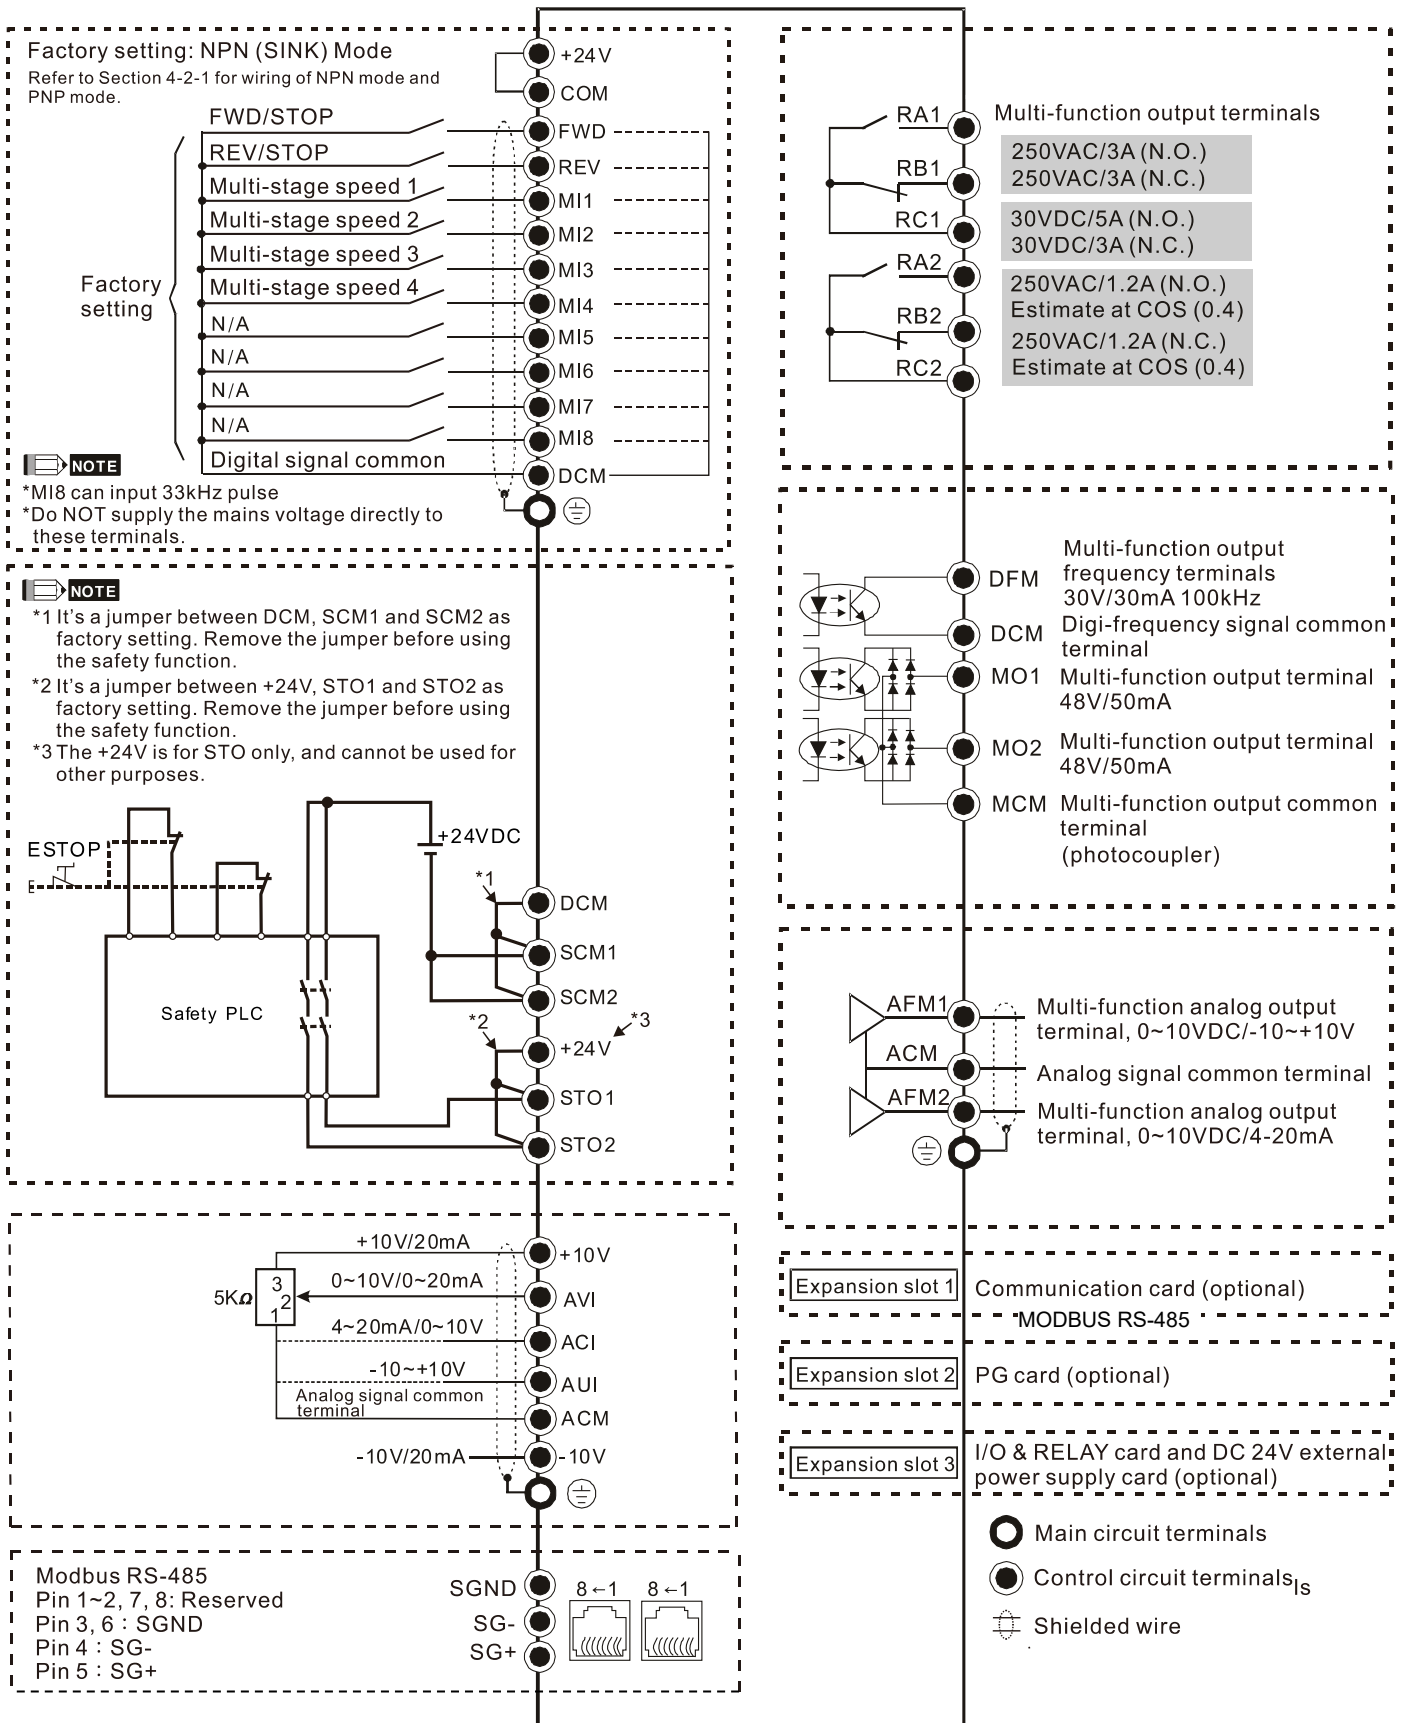 Factory setting: NPN (SINK) Mode
Refer to Section 4-2-1 for wiring of NPN mode and
PNP mode.
+24V
COM
FWD/STOP
FWD
REV/STOP
REV
Multi-stage speed 1
MI1
Multi-stage speed 2
MI2
Multi-stage speed 3
MI3
Multi-stage speed 4
MI4
Factory
setting
N/A
MI5
N/A
MI6
N/A
MI7
N/A
MI8
Digital signal common
DCM
NOTE
*MI8 can input 33kHz pulse
*Do NOT supply the mains voltage directly to
these terminals.
NOTE
*1 It's a jumper between DCM, SCM1 and SCM2 as
factory setting. Remove the jumper before using
the safety function.
*2 It's a jumper between +24V, STO1 and STO2 as
factory setting. Remove the jumper before using
the safety function.
*3 The +24V is for STO only, and cannot be used for
other purposes.
ESTOP
+24VDC
*1
DCM
SCM1
SCM2
Safety PLC
*2
*3
+24V
STO1
STO2
+10V/20mA
+10V
5KΩ
3
2
1
0~10V/0~20mA
AVI
4~20mA/0~10V
ACI
-10~+10V
AUI
Analog signal common
terminal
ACM
-10V/20mA
-10V
Modbus RS-485
Pin 1~2, 7, 8: Reserved
Pin 3, 6 : SGND
Pin 4 : SG-
Pin 5 : SG+
SGND
SG-
SG+
8←1
8←1
RA1
Multi-function output terminals
250VAC/3A (N.O.)
250VAC/3A (N.C.)
RB1
RC1
30VDC/5A (N.O.)
30VDC/3A (N.C.)
RA2
250VAC/1.2A (N.O.)
Estimate at COS (0.4)
RB2
250VAC/1.2A (N.C.)
Estimate at COS (0.4)
RC2
DFM
Multi-function output
frequency terminals
30V/30mA 100kHz
DCM
Digi-frequency signal common
terminal
MO1
Multi-function output terminal
48V/50mA
MO2
Multi-function output terminal
48V/50mA
MCM
Multi-function output common
terminal
(photocoupler)
AFM1
Multi-function analog output
terminal, 0~10VDC/-10~+10V
ACM
Analog signal common terminal
AFM2
Multi-function analog output
terminal, 0~10VDC/4-20mA
Expansion slot 1
Communication card (optional)
MODBUS RS-485
Expansion slot 2
PG card (optional)
Expansion slot 3
I/O & RELAY card and DC 24V external
power supply card (optional)
Main circuit terminals
Control circuit terminals
ls
Shielded wire